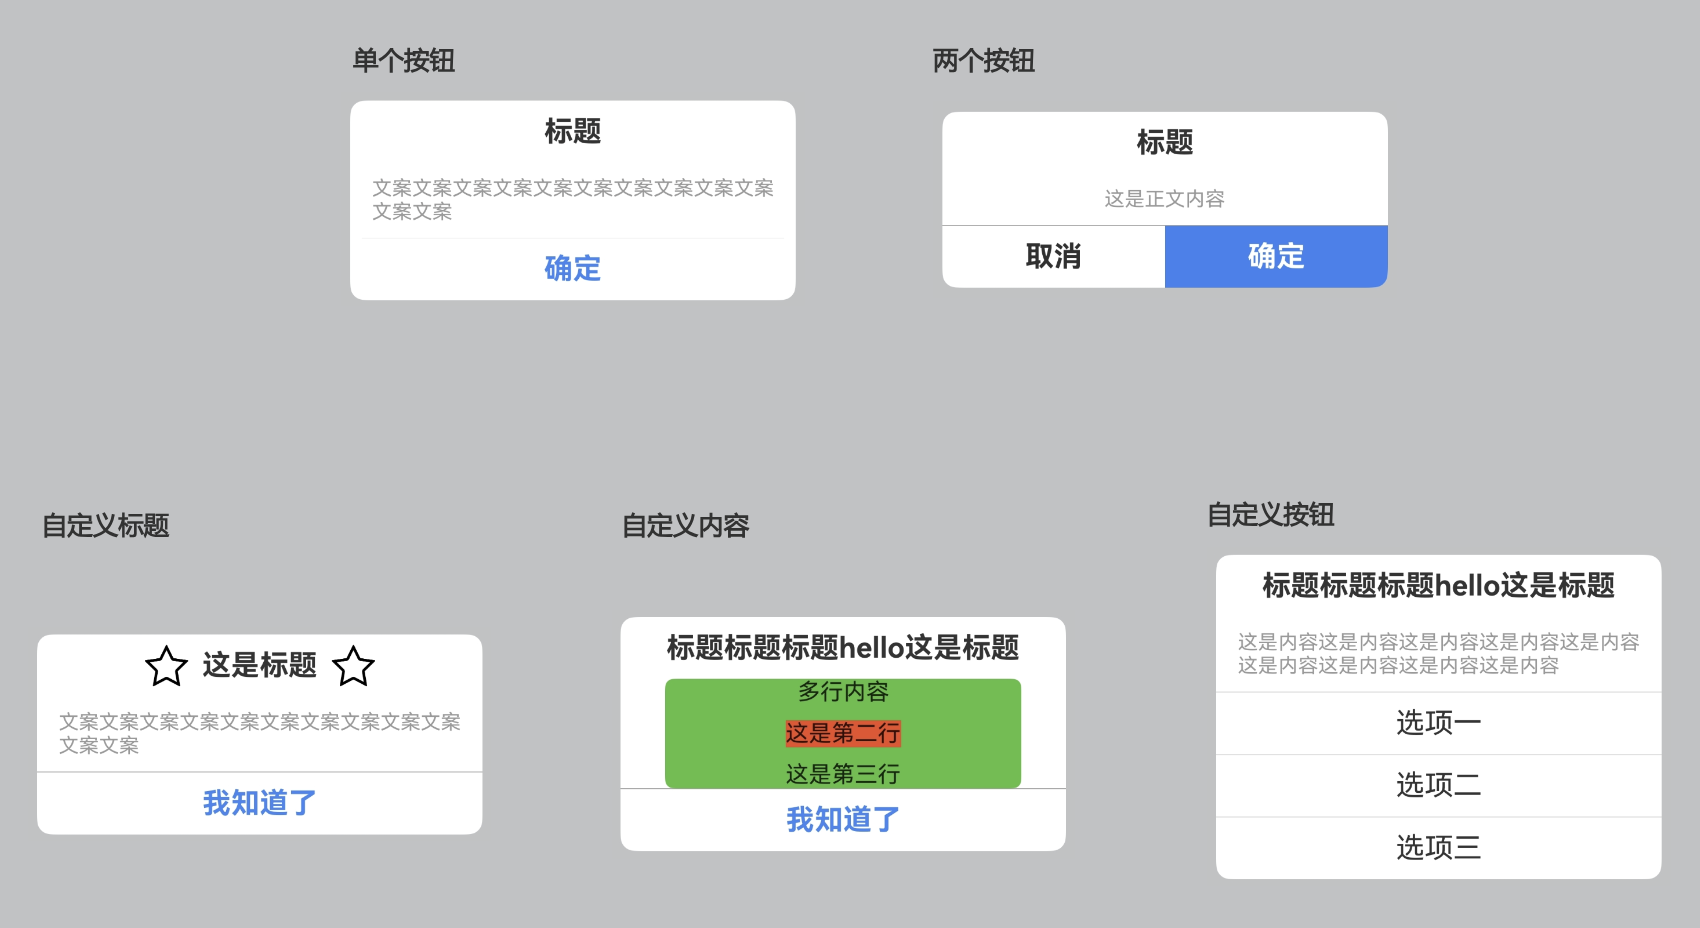 单个按钮
标题
文案文案文案文案文案文案文案文案文案文案
文案文案
确定
两个按钮
标题
这是正文内容
取消
确定
自定义标题
这是标题
文案文案文案文案文案文案文案文案文案文案
文案文案
我知道了
自定义内容
标题标题标题hello这是标题
多行内容
这是第二行
这是第三行
我知道了
自定义按钮
标题标题标题hello这是标题
这是内容这是内容这是内容这是内容这是内容
这是内容这是内容这是内容这是内容
选项一
选项二
选项三